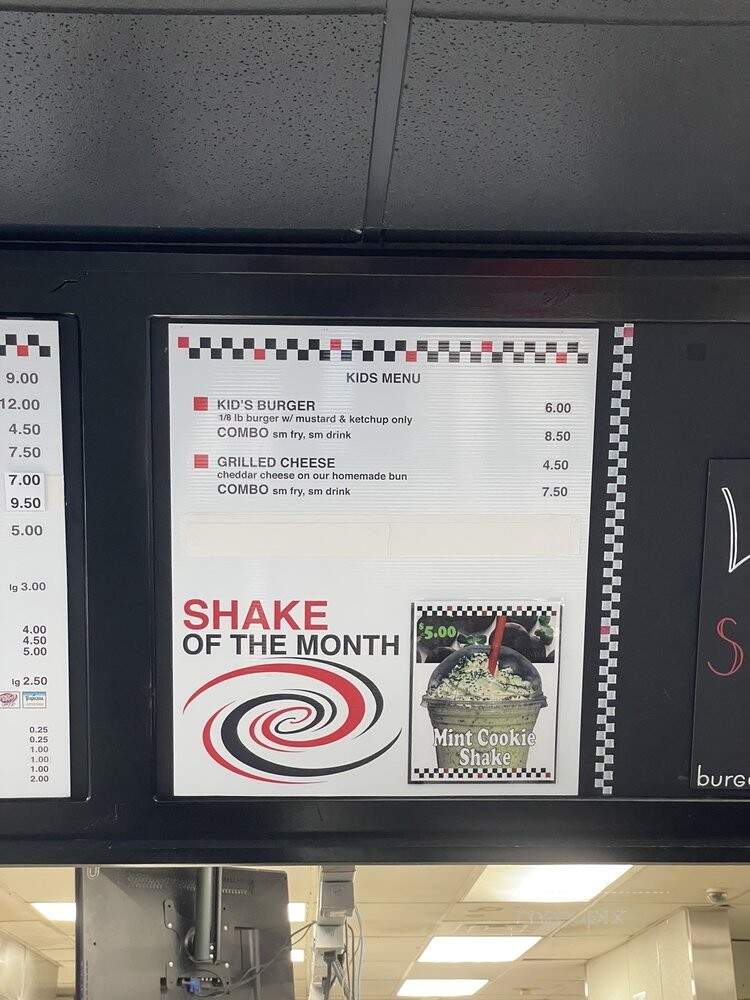 9.00
12.00
4.50
7.50
7.00
9.50
5.00
lg 3.00
4.00
4.50
5.00
lg 2.50
Tropicana
0.25
0.25
1.00
1.00
1.00
2.00
KIDS MENU
KID'S BURGER 6.00
1/8 lb burger w/ mustard & ketchup only
COMBO sm fry, sm drink 8.50
GRILLED CHEESE 4.50
cheddar cheese on our homemade bun
COMBO sm fry, sm drink 7.50
SHAKE
OF THE MONTH
$5.00
Mint Cookie
Shake
S
burg